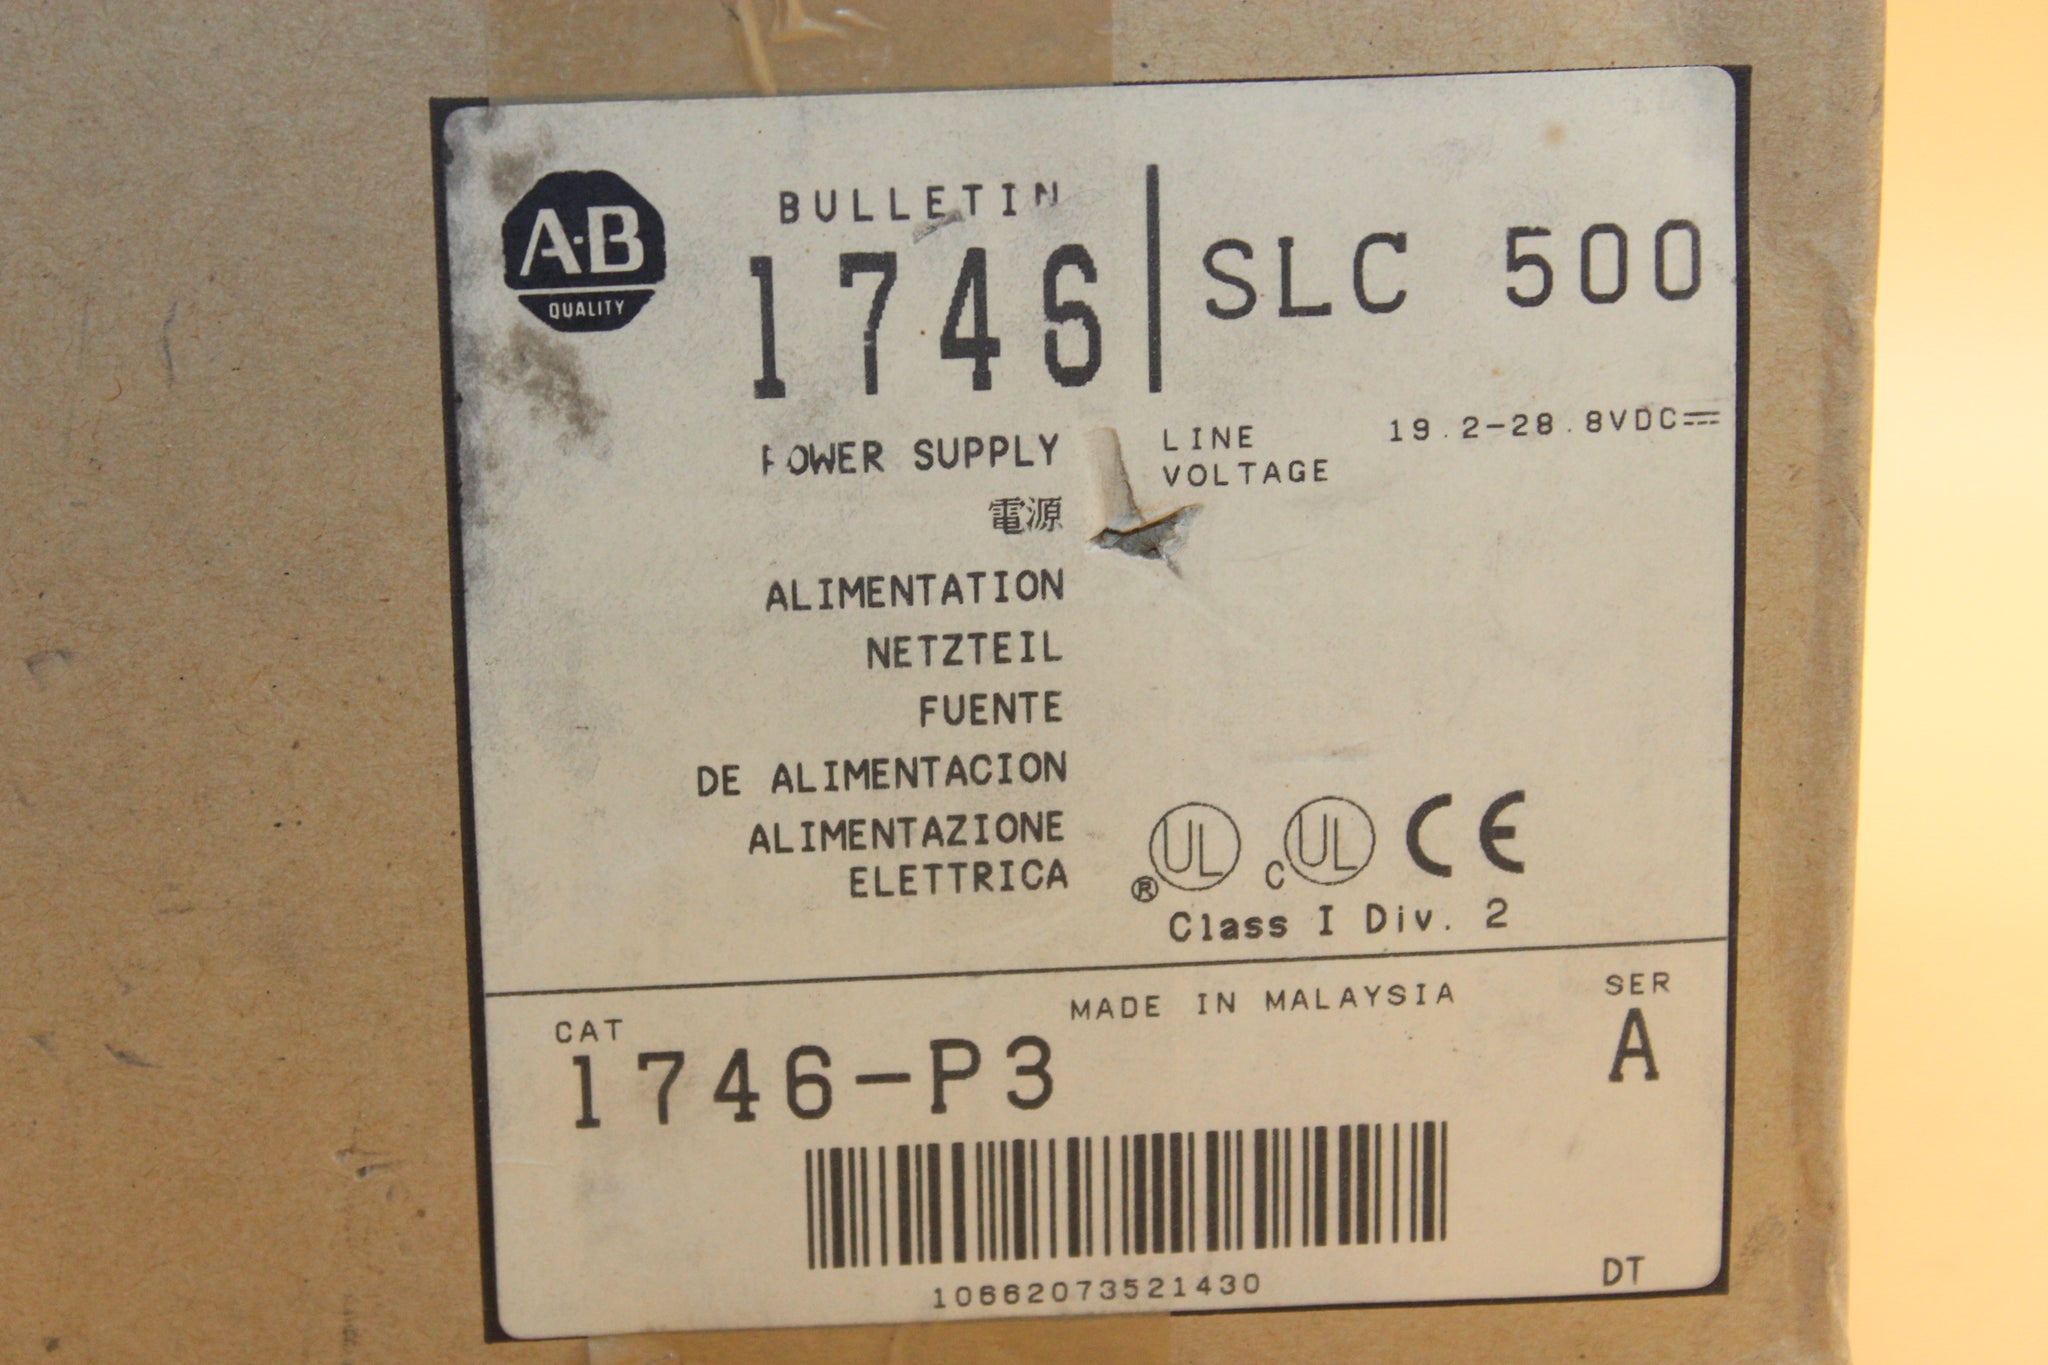 A-B
QUALITY
BULLETIN
1746
SLC 500
POWER SUPPLY
LINE
VOLTAGE
19.2-28.8VDC⎓
電源
ALIMENTATION
NETZTEIL
FUENTE
DE ALIMENTACION
ALIMENTAZIONE
ELETTRICA
® UL C UL CE
Class I Div. 2
CAT
1746-P3
MADE IN MALAYSIA
SER
A
10662073521430
DT